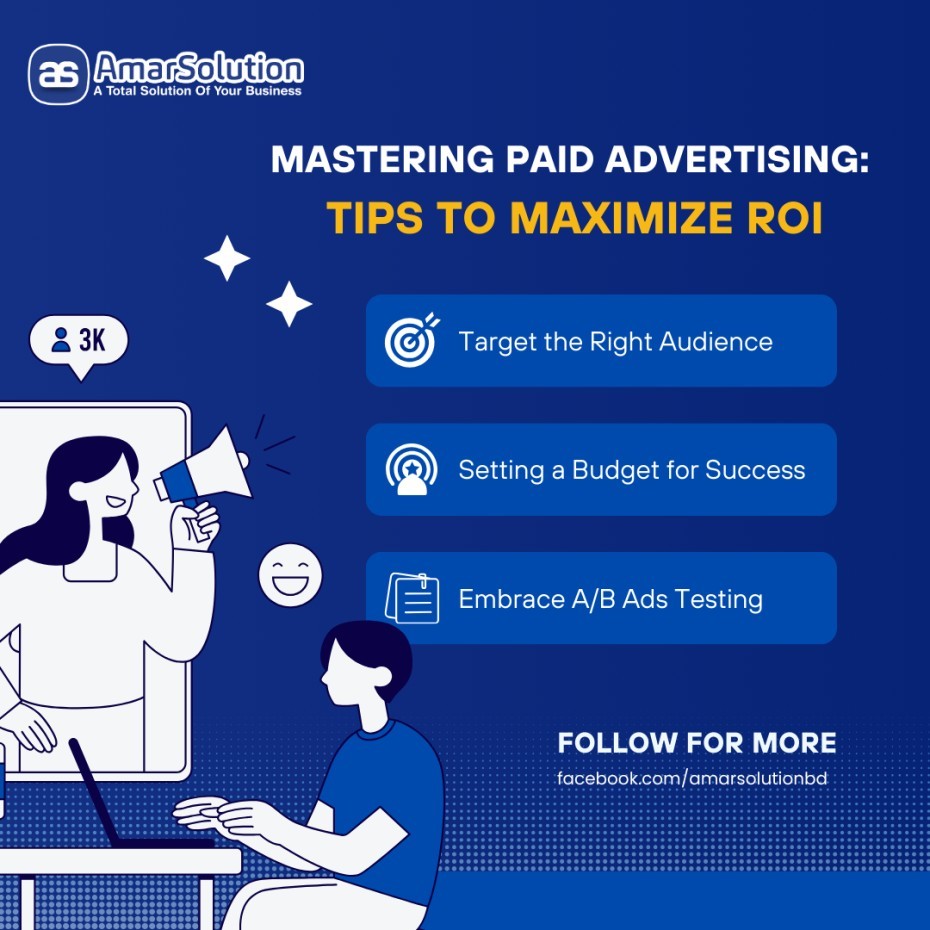 as AmarSolution
A Total Solution Of Your Business
MASTERING PAID ADVERTISING:
TIPS TO MAXIMIZE ROI
3K
Target the Right Audience
Setting a Budget for Success
Embrace A/B Ads Testing
FOLLOW FOR MORE
facebook.com/amarsolutionbd